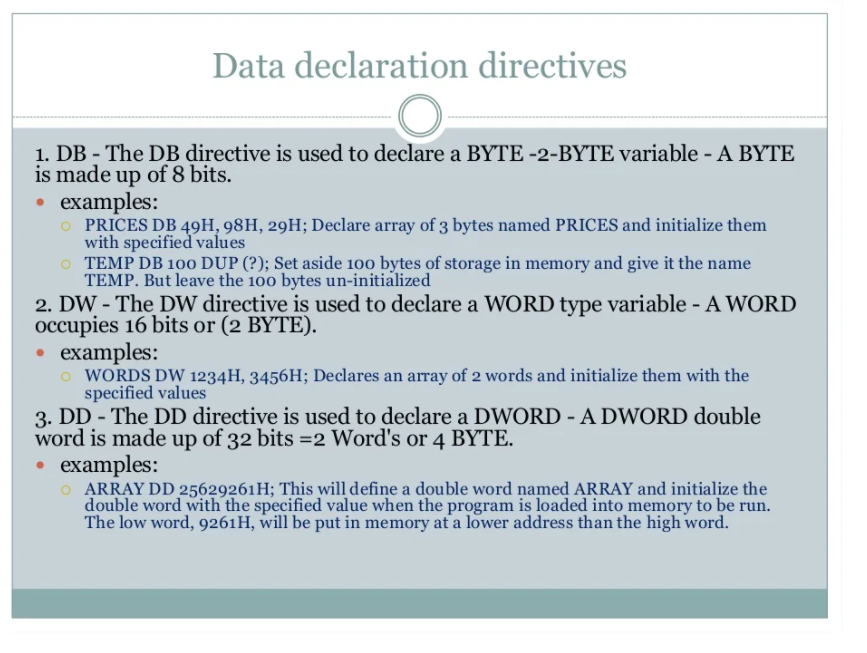 Data declaration directives
1. DB - The DB directive is used to declare a BYTE -2-BYTE variable - A BYTE
is made up of 8 bits.
• examples:
○ PRICES DB 49H, 98H, 29H; Declare array of 3 bytes named PRICES and initialize them
with specified values
○ TEMP DB 100 DUP (?); Set aside 100 bytes of storage in memory and give it the name
TEMP. But leave the 100 bytes un-initialized
2. DW - The DW directive is used to declare a WORD type variable - A WORD
occupies 16 bits or (2 BYTE).
• examples:
○ WORDS DW 1234H, 3456H; Declares an array of 2 words and initialize them with the
specified values
3. DD - The DD directive is used to declare a DWORD - A DWORD double
word is made up of 32 bits =2 Word's or 4 BYTE.
• examples:
○ ARRAY DD 25629261H; This will define a double word named ARRAY and initialize the
double word with the specified value when the program is loaded into memory to be run.
The low word, 9261H, will be put in memory at a lower address than the high word.